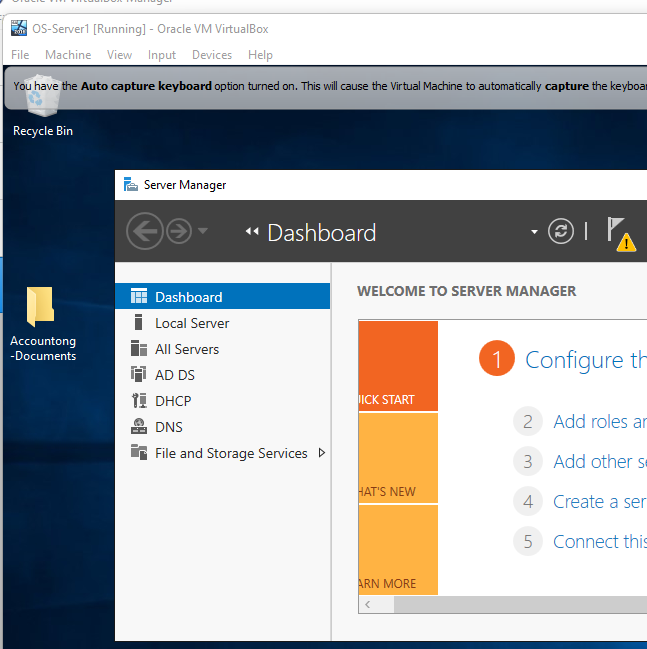 Oracle VM VirtualBox Manager
OS-Server1 [Running] - Oracle VM VirtualBox
File Machine View Input Devices Help
You have the Auto capture keyboard option turned on. This will cause the Virtual Machine to automatically capture the keyboar
Recycle Bin
Server Manager
Dashboard
Dashboard
Local Server
All Servers
AD DS
DHCP
DNS
File and Storage Services
Accountong
-Documents
WELCOME TO SERVER MANAGER
UICK START
HAT'S NEW
ARN MORE
1 Configure th
2 Add roles an
3 Add other se
4 Create a ser
5 Connect this